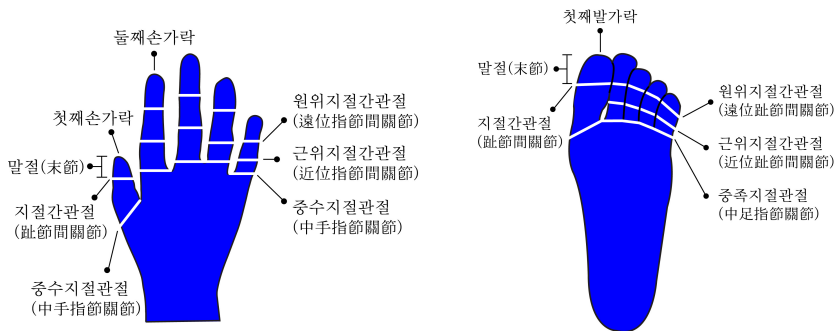 둘째손가락
첫째손가락
말절(末節)
지절간관절
(趾節間關節)
중수지절관절
(中手指節關節)
원위지절간관절
(遠位指節間關節)
근위지절간관절
(近位指節間關節)
중수지절관절
(中手指節關節)
첫째발가락
말절(末節)
지절간관절
(趾節間關節)
원위지절간관절
(遠位趾節間關節)
근위지절간관절
(近位趾節間關節)
중족지절관절
(中足指節關節)